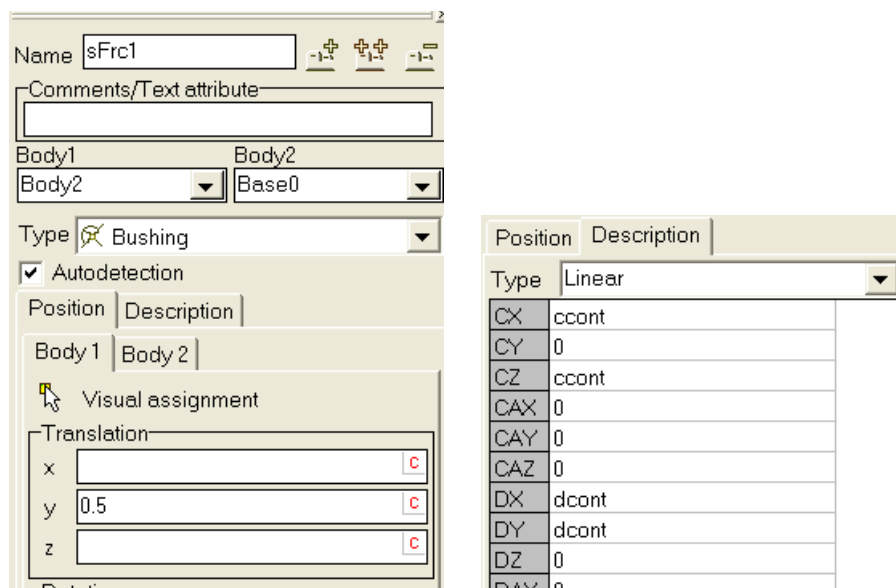 Name sFrc1
Comments/Text attribute
Body1 Body2
Body2 Base0
Type Bushing
Autodetection
Position Description
Body 1 Body 2
Visual assignment
Translation
x C
y 0.5 C
z C
Position Description
Type Linear
CX ccont
CY 0
CZ ccont
CAX 0
CAY 0
CAZ 0
DX dcont
DY dcont
DZ 0